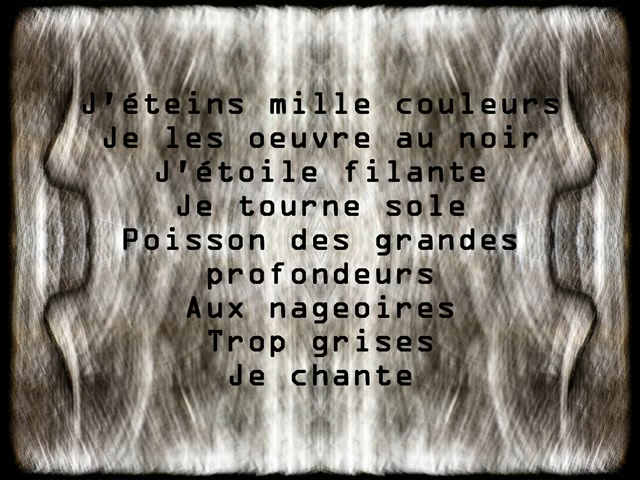 J'éteins mille couleurs
Je les oeuvre au noir
J'étoile filante
Je tourne sole
Poisson des grandes
profondeurs
Aux nageoires
Trop grises
Je chante